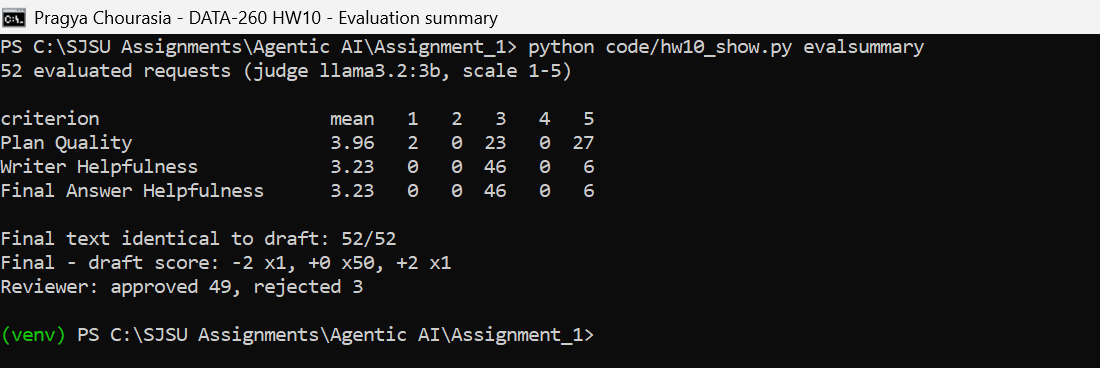 Pragya Chourasia - DATA-260 HW10 - Evaluation summary
PS C:\SJSU Assignments\Agentic AI\Assignment_1> python code/hw10_show.py evalsummary
52 evaluated requests (judge llama3.2:3b, scale 1-5)
criterion                  mean   1   2   3   4   5
Plan Quality               3.96   2   0  23   0  27
Writer Helpfulness         3.23   0   0  46   0   6
Final Answer Helpfulness   3.23   0   0  46   0   6
Final text identical to draft: 52/52
Final - draft score: -2 x1, +0 x50, +2 x1
Reviewer: approved 49, rejected 3
(venv) PS C:\SJSU Assignments\Agentic AI\Assignment_1>